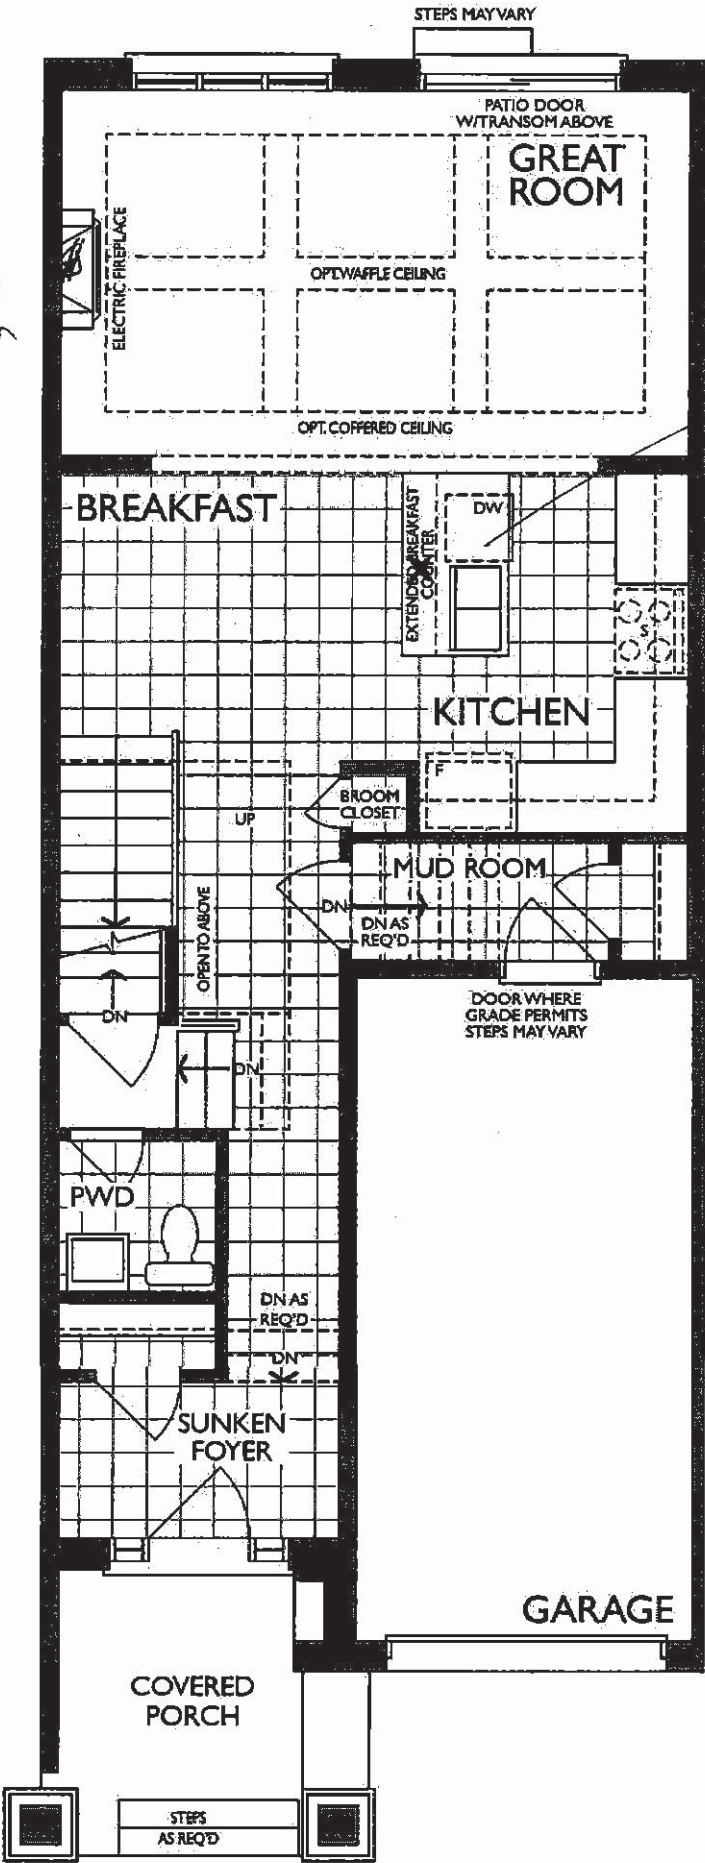 STEPS MAY VARY
PATIO DOOR
W/TRANSOM ABOVE
GREAT
ROOM
ELECTRIC FIREPLACE
OPT.WAFFLE CEILING
OPT. COFFERED CEILING
BREAKFAST
EXTENDED BREAKFAST
COUNTER
DW
S
KITCHEN
F
BROOM
CLOSET
UP
MUD ROOM
DN
DN AS
REQ'D
OPEN TO ABOVE
DN
DOOR WHERE
GRADE PERMITS
STEPS MAY VARY
DN
PWD
DN AS
REQ'D
DN
SUNKEN
FOYER
GARAGE
COVERED
PORCH
STEPS
AS REQ'D